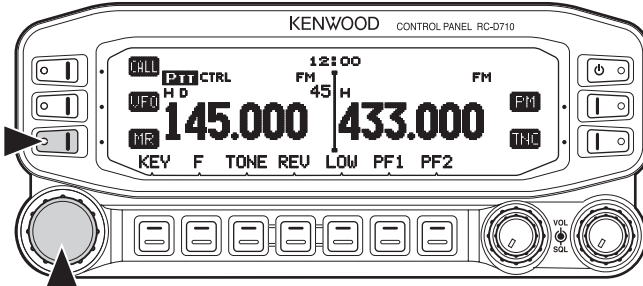 KENWOOD CONTROL PANEL RC-D710
CALL 12:00
PTT CTRL FM FM
VFO H D 45 H PM
MR 145.000 433.000 TNC
KEY F TONE REV LOW PF1 PF2
VOL
SQL